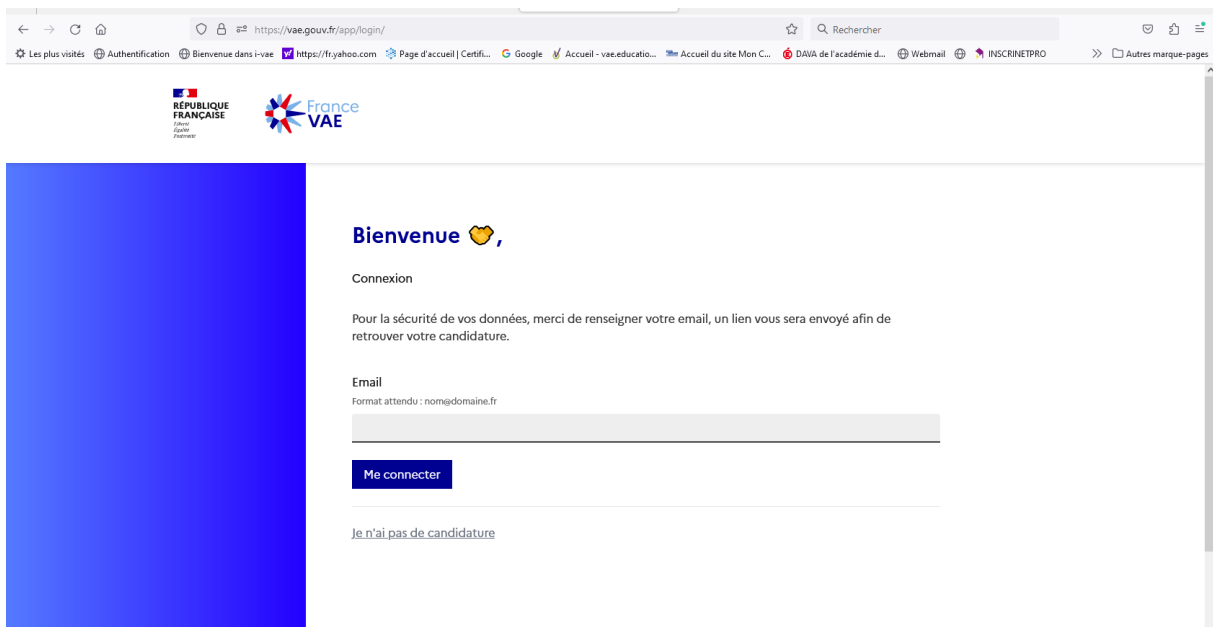 https://vae.gouv.fr/app/login/
Rechercher
Les plus visités Authentification Bienvenue dans i-vae https://fr.yahoo.com Page d'accueil | Certifi... Google Accueil - vae.educatio... Accueil du site Mon C... DAVA de l'académie d... Webmail INSCRINETPRO Autres marque-pages
RÉPUBLIQUE
FRANÇAISE
Liberté
Égalité
Fraternité
France
VAE
Bienvenue 🤝,
Connexion
Pour la sécurité de vos données, merci de renseigner votre email, un lien vous sera envoyé afin de
retrouver votre candidature.
Email
Format attendu : nom@domaine.fr
Me connecter
Je n'ai pas de candidature